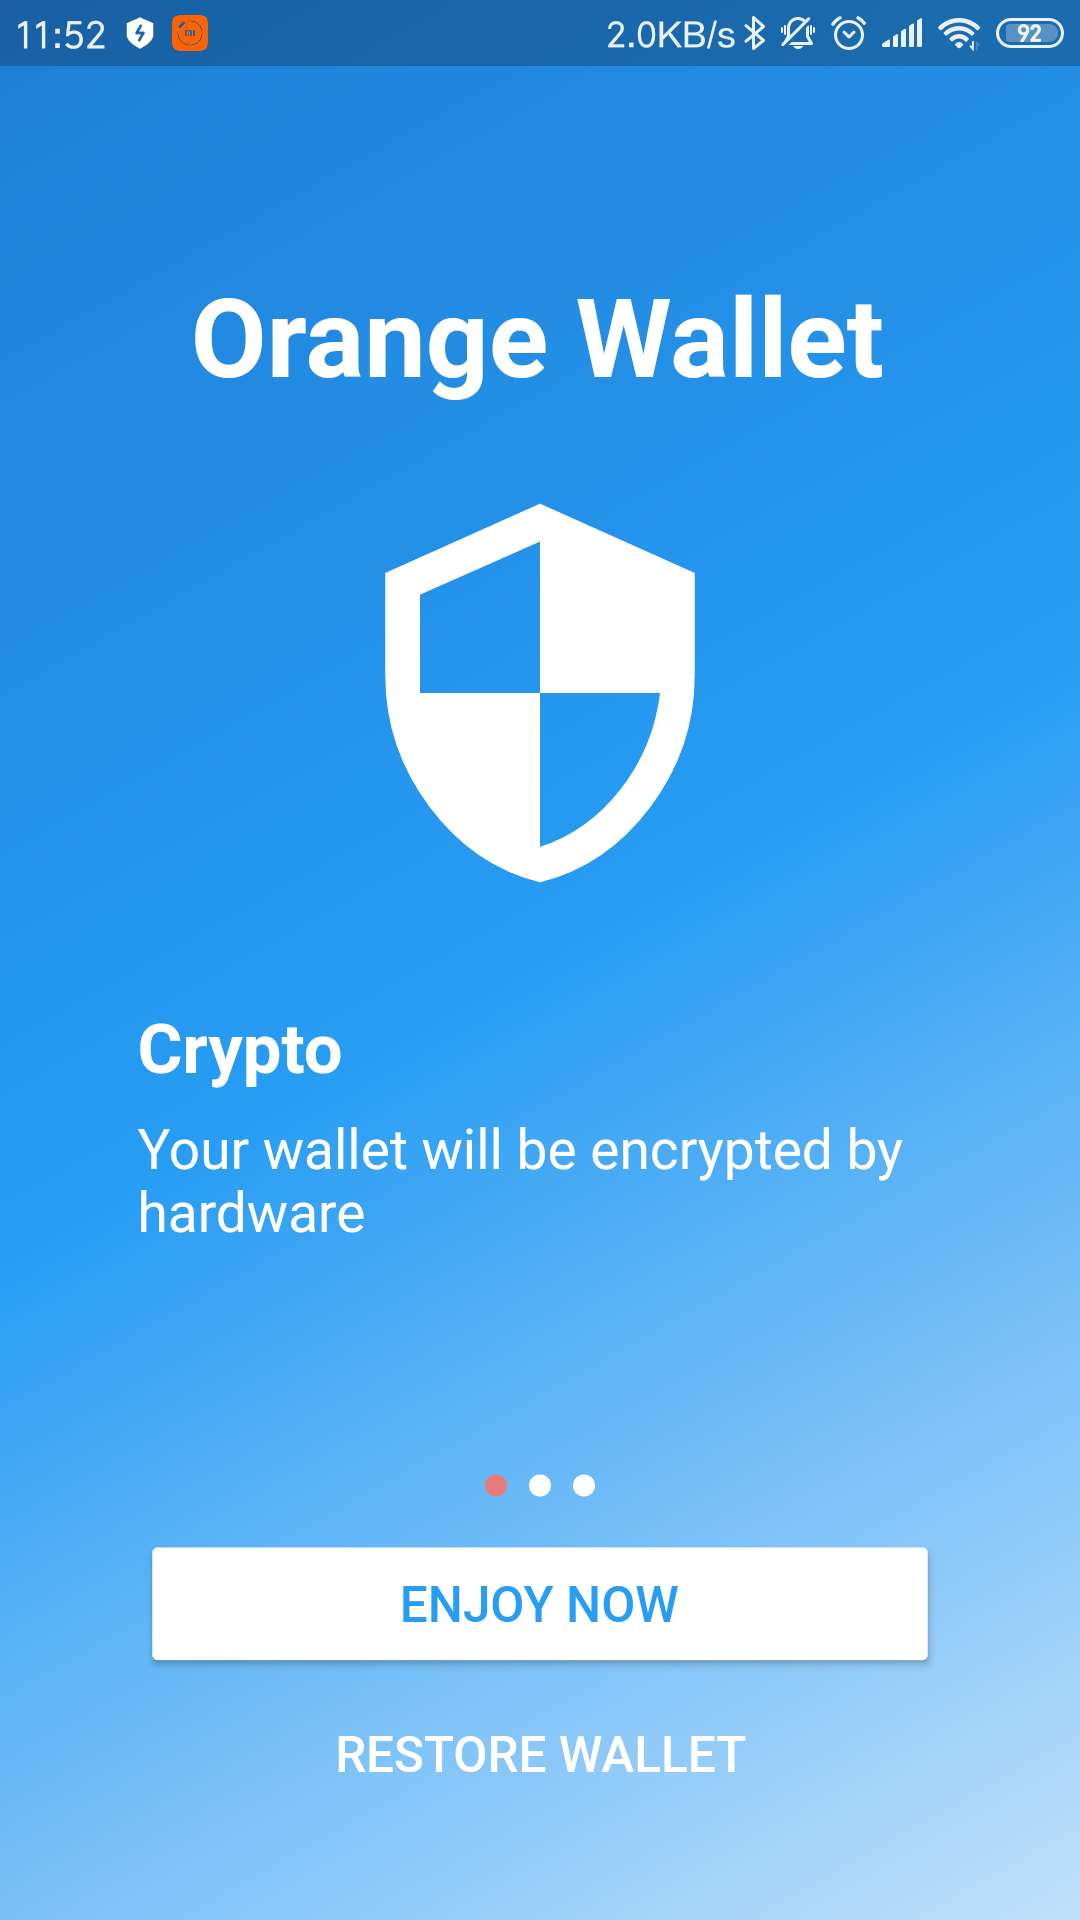 11:52 2.0KB/s 92
Orange Wallet
Crypto
Your wallet will be encrypted by
hardware
ENJOY NOW
RESTORE WALLET